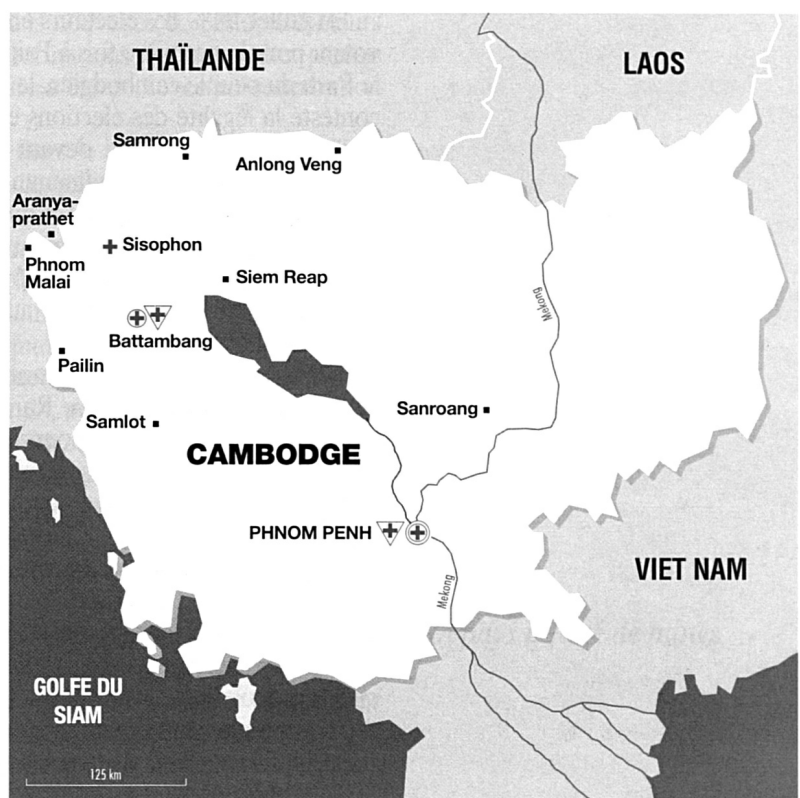 THAÏLANDE
LAOS
Samrong
Anlong Veng
Aranya-
prathet
Sisophon
Phnom
Malai
Siem Reap
Mekong
Battambang
Pailin
Samlot
Sanroang
CAMBODGE
PHNOM PENH
VIET NAM
Mekong
GOLFE DU
SIAM
125 km